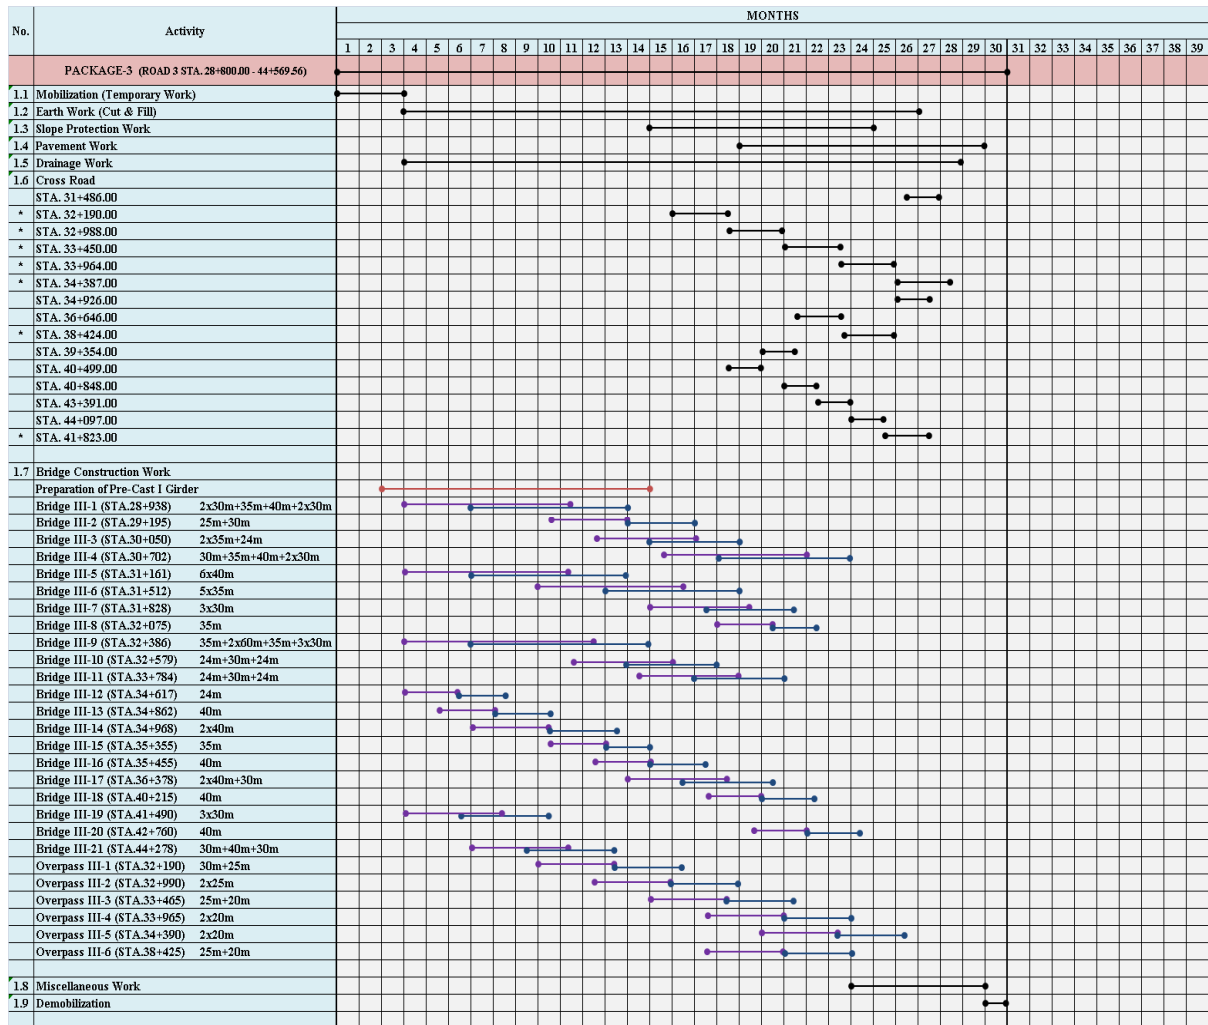 MONTHS
No. Activity
1 2 3 4 5 6 7 8 9 10 11 12 13 14 15 16 17 18 19 20 21 22 23 24 25 26 27 28 29 30 31 32 33 34 35 36 37 38 39
PACKAGE-3 (ROAD 3 STA. 28+800.00 - 44+569.56)
1.1 Mobilization (Temporary Work)
1.2 Earth Work (Cut & Fill)
1.3 Slope Protection Work
1.4 Pavement Work
1.5 Drainage Work
1.6 Cross Road
STA. 31+486.00
* STA. 32+190.00
* STA. 32+988.00
* STA. 33+450.00
* STA. 33+964.00
* STA. 34+387.00
STA. 34+926.00
STA. 36+646.00
* STA. 38+424.00
STA. 39+354.00
STA. 40+499.00
STA. 40+848.00
STA. 43+391.00
STA. 44+097.00
* STA. 41+823.00
1.7 Bridge Construction Work
Preparation of Pre-Cast I Girder
Bridge III-1 (STA.28+938) 2x30m+35m+40m+2x30m
Bridge III-2 (STA.29+195) 25m+30m
Bridge III-3 (STA.30+050) 2x35m+24m
Bridge III-4 (STA.30+702) 30m+35m+40m+2x30m
Bridge III-5 (STA.31+161) 6x40m
Bridge III-6 (STA.31+512) 5x35m
Bridge III-7 (STA.31+828) 3x30m
Bridge III-8 (STA.32+075) 35m
Bridge III-9 (STA.32+386) 35m+2x60m+35m+3x30m
Bridge III-10 (STA.32+579) 24m+30m+24m
Bridge III-11 (STA.33+784) 24m+30m+24m
Bridge III-12 (STA.34+617) 24m
Bridge III-13 (STA.34+862) 40m
Bridge III-14 (STA.34+968) 2x40m
Bridge III-15 (STA.35+355) 35m
Bridge III-16 (STA.35+455) 40m
Bridge III-17 (STA.36+378) 2x40m+30m
Bridge III-18 (STA.40+215) 40m
Bridge III-19 (STA.41+490) 3x30m
Bridge III-20 (STA.42+760) 40m
Bridge III-21 (STA.44+278) 30m+40m+30m
Overpass III-1 (STA.32+190) 30m+25m
Overpass III-2 (STA.32+990) 2x25m
Overpass III-3 (STA.33+465) 25m+20m
Overpass III-4 (STA.33+965) 2x20m
Overpass III-5 (STA.34+390) 2x20m
Overpass III-6 (STA.38+425) 25m+20m
1.8 Miscellaneous Work
1.9 Demobilization